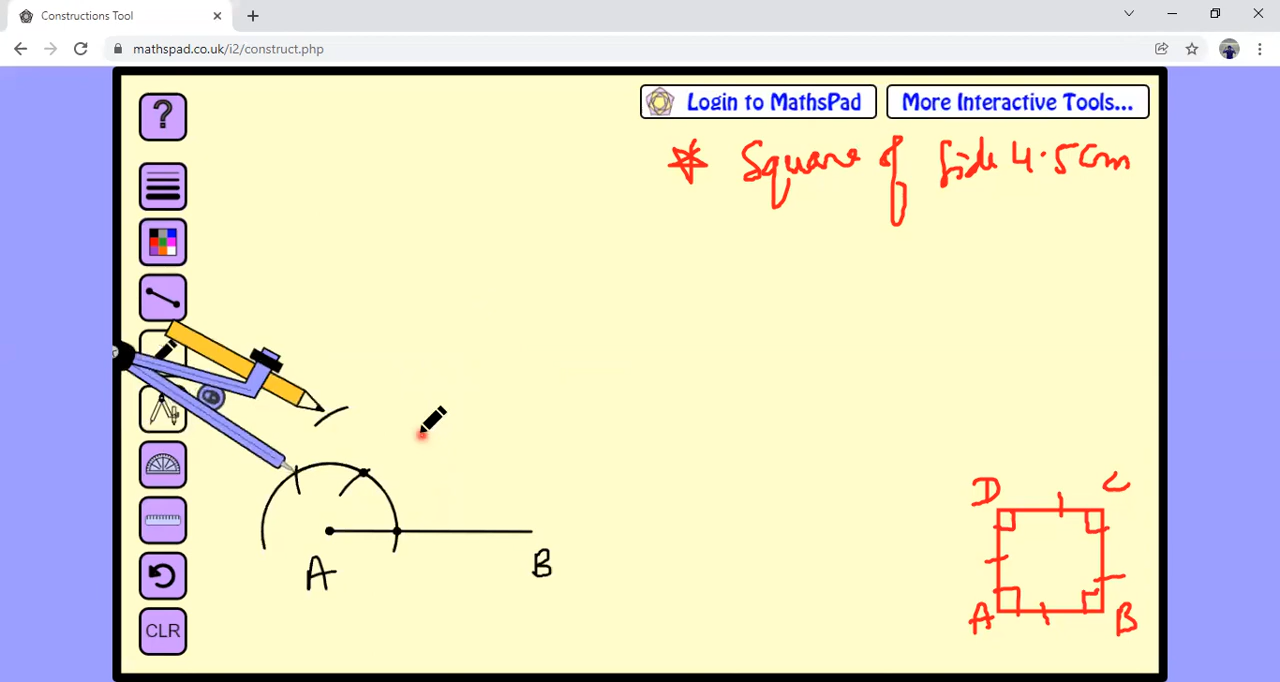 Constructions Tool
mathspad.co.uk/i2/construct.php
?
Login to MathsPad
More Interactive Tools...
* Square of side 4.5cm
A
B
D
C
A
B
CLR